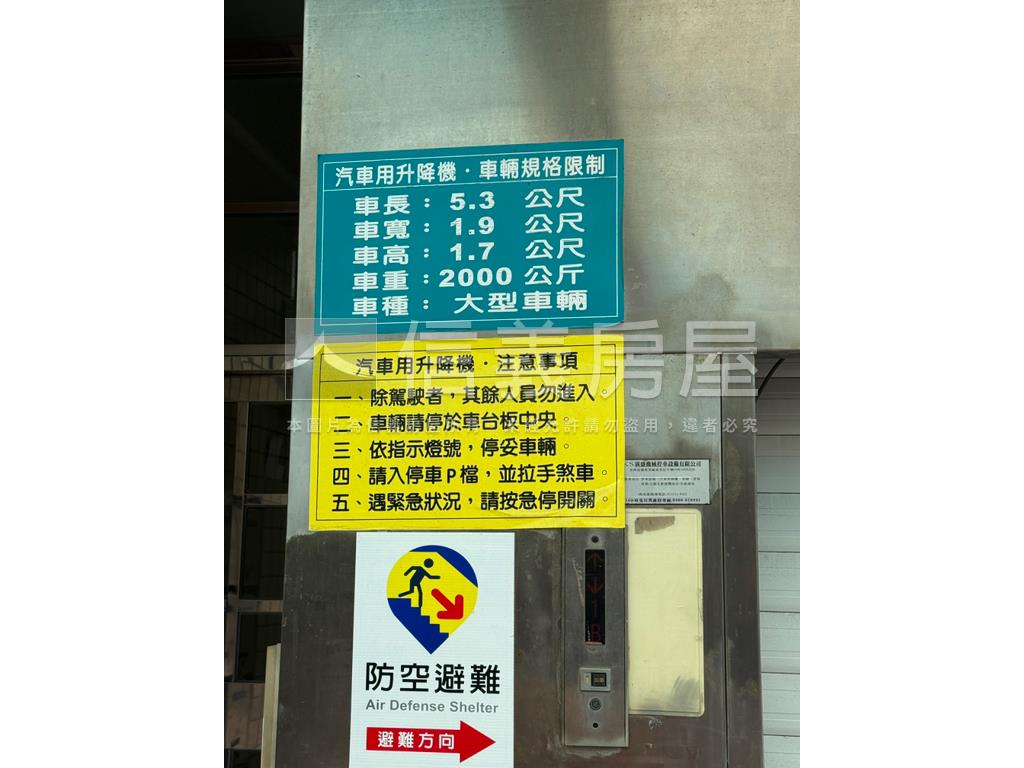 汽車用升降機．車輛規格限制
車長：5.3 公尺
車寬：1.9 公尺
車高：1.7 公尺
車重：2000 公斤
車種：大型車輛
信義房屋
汽車用升降機．注意事項
一、除駕駛者，其餘人員勿進入。
二、車輛請停於車台板中央。
三、依指示燈號，停妥車輛。
四、請入停車P檔，並拉手煞車。
五、遇緊急狀況，請按急停開關。
防空避難
Air Defense Shelter
避難方向